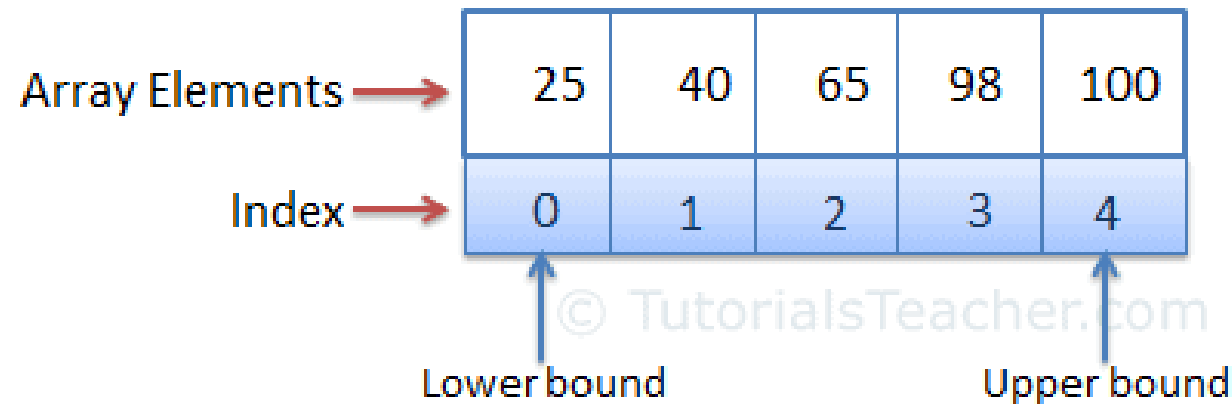 Array Elements 25 40 65 98 100
Index 0 1 2 3 4
© TutorialsTeacher.com
Lower bound Upper bound